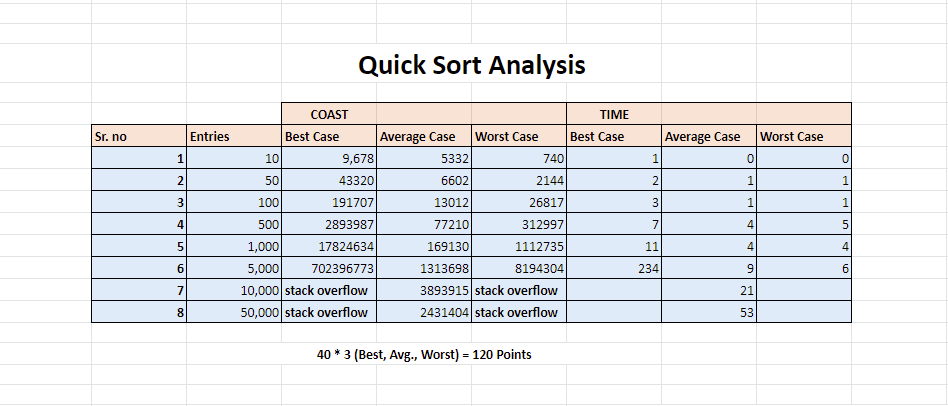 Quick Sort Analysis
COAST TIME
Sr. no Entries Best Case Average Case Worst Case Best Case Average Case Worst Case
1 10 9,678 5332 740 1 0 0
2 50 43320 6602 2144 2 1 1
3 100 191707 13012 26817 3 1 1
4 500 2893987 77210 312997 7 4 5
5 1,000 17824634 169130 1112735 11 4 4
6 5,000 702396773 1313698 8194304 234 9 6
7 10,000 stack overflow 3893915 stack overflow 21
8 50,000 stack overflow 2431404 stack overflow 53
40 * 3 (Best, Avg., Worst) = 120 Points